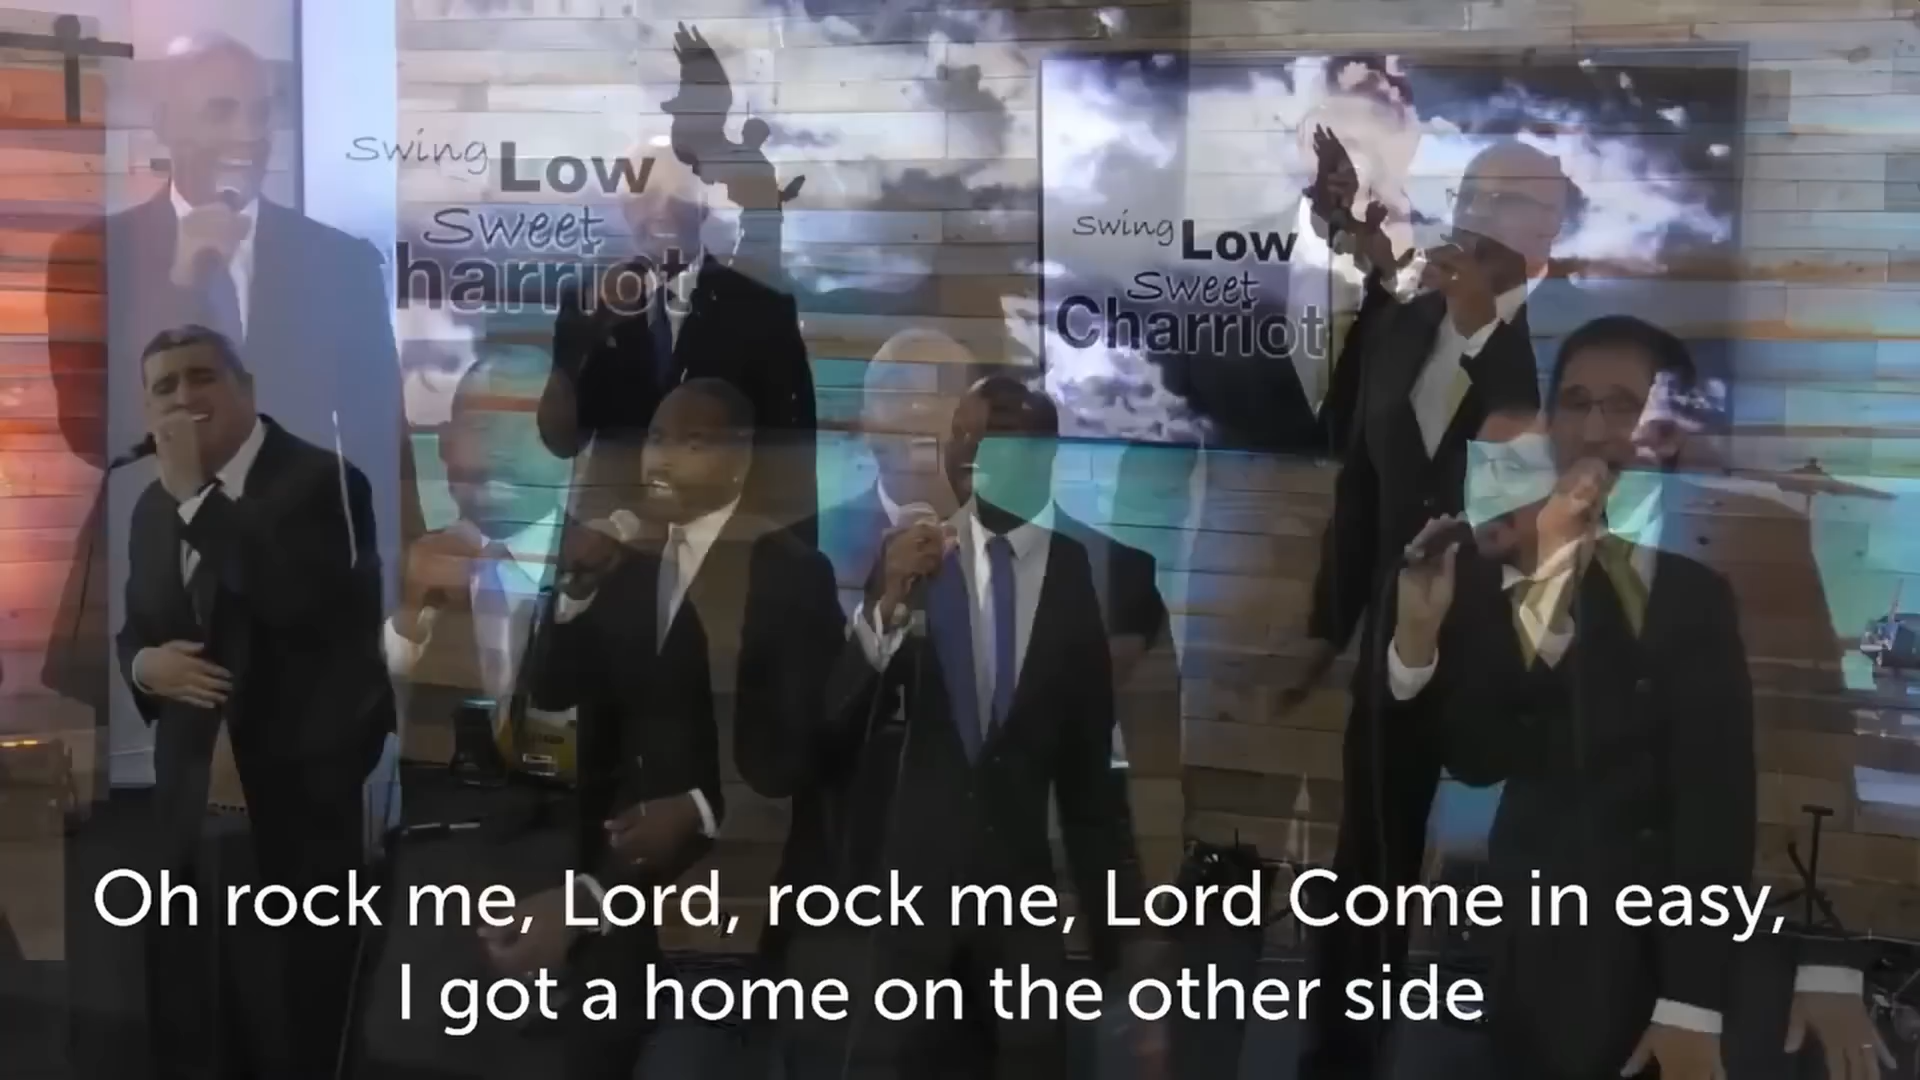 Swing Low
Sweet
harriot
Swing Low
Sweet
Charriot
Oh rock me, Lord, rock me, Lord Come in easy,
I got a home on the other side